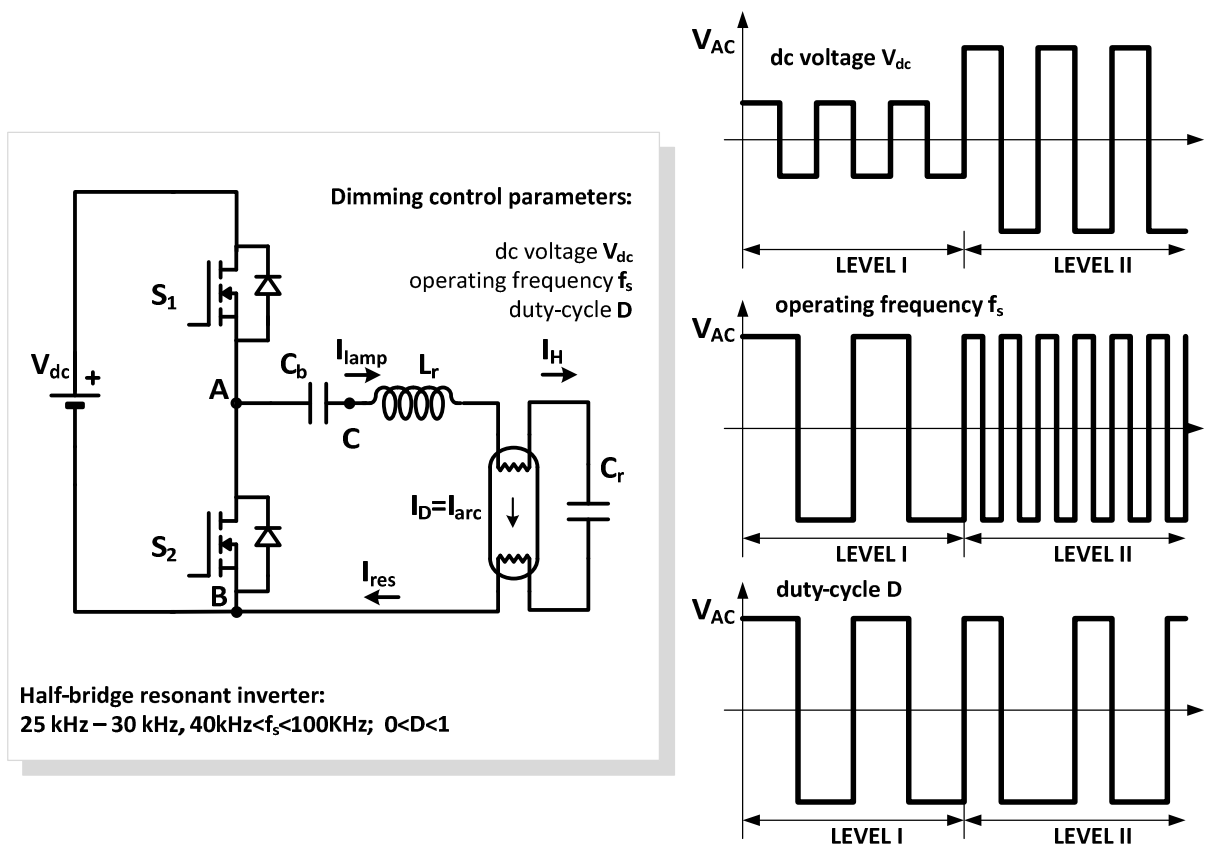 Dimming control parameters:
dc voltage Vdc
operating frequency fs
duty-cycle D
S1
Vdc
+
A
Cb
Ilamp
Lr
IH
C
Cr
ID=Iarc
S2
B
Ires
Half-bridge resonant inverter:
25 kHz – 30 kHz, 40kHz<fs<100KHz; 0<D<1
VAC
dc voltage Vdc
LEVEL I
LEVEL II
operating frequency fs
VAC
LEVEL I
LEVEL II
duty-cycle D
VAC
LEVEL I
LEVEL II